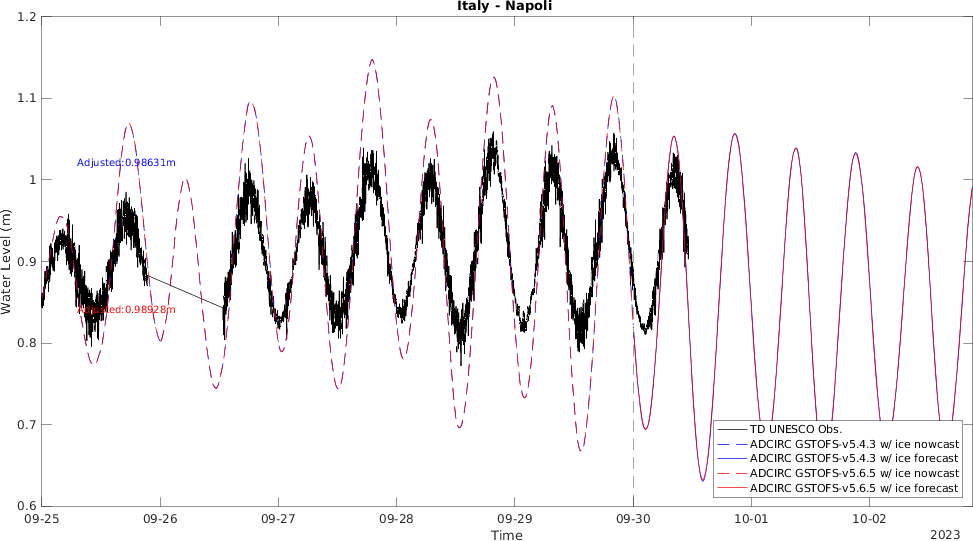 Italy - Napoli
1.2
1.1
1
0.9
0.8
0.7
0.6
Water Level (m)
Adjusted:0.98631m
Adjusted:0.98928m
TD UNESCO Obs.
ADCIRC GSTOFS-v5.4.3 w/ ice nowcast
ADCIRC GSTOFS-v5.4.3 w/ ice forecast
ADCIRC GSTOFS-v5.6.5 w/ ice nowcast
ADCIRC GSTOFS-v5.6.5 w/ ice forecast
09-25 09-26 09-27 09-28 09-29 09-30 10-01 10-02
Time
2023